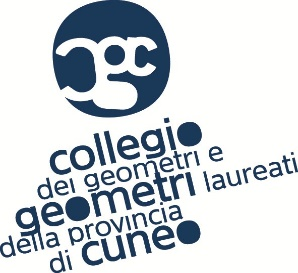 cgc
collegio
dei geometri e
geometri laureati
della provincia
di cuneo